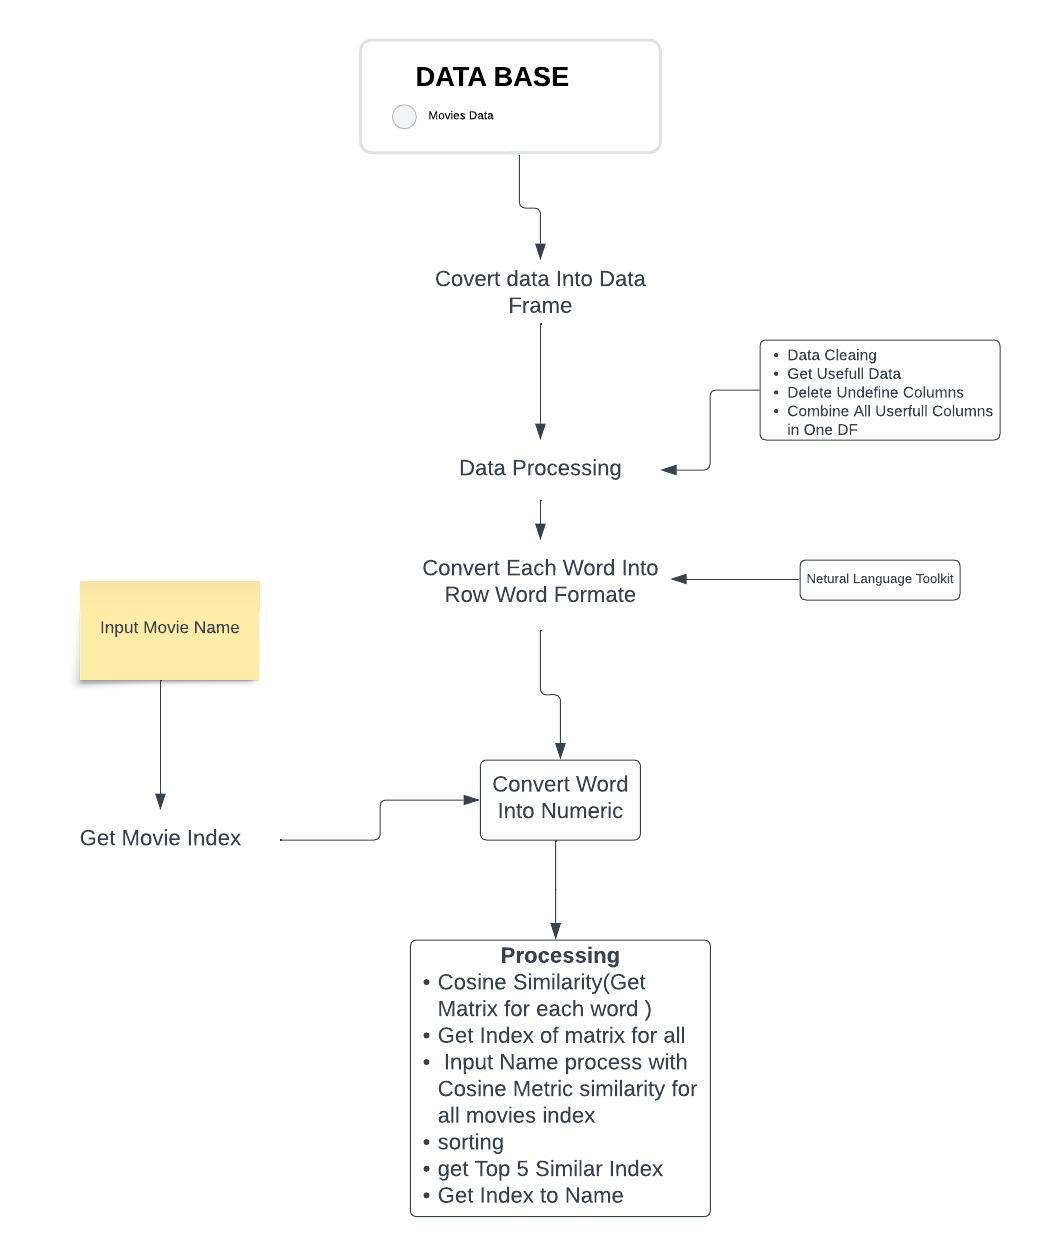 DATA BASE
Movies Data
Covert data Into Data
Frame
• Data Cleaing
• Get Usefull Data
• Delete Undefine Columns
• Combine All Userfull Columns
in One DF
Data Processing
Convert Each Word Into
Row Word Formate
Netural Language Toolkit
Input Movie Name
Convert Word
Into Numeric
Get Movie Index
Processing
• Cosine Similarity(Get
Matrix for each word )
• Get Index of matrix for all
• Input Name process with
Cosine Metric similarity for
all movies index
• sorting
• get Top 5 Similar Index
• Get Index to Name